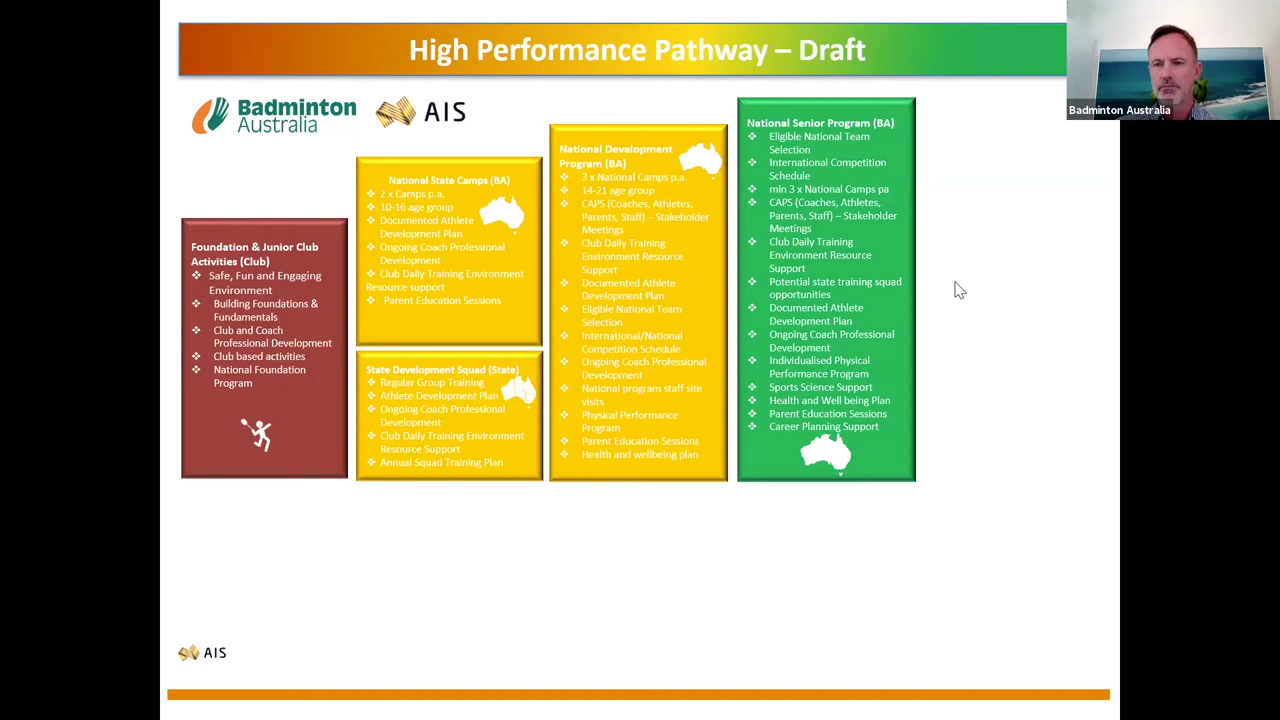 High Performance Pathway – Draft
Badminton Australia
Badminton
Australia
AIS
Foundation & Junior Club
Activities (Club)
Safe, Fun and Engaging
Environment
Building Foundations &
Fundamentals
Club and Coach
Professional Development
Club based activities
National Foundation
Program
National State Camps (BA)
2 x Camps p.a.
10-16 age group
Documented Athlete
Development Plan
Ongoing Coach Professional
Development
Club Daily Training Environment
Resource support
Parent Education Sessions
State Development Squad (State)
Regular Group Training
Athlete Development Plan
Ongoing Coach Professional
Development
Club Daily Training Environment
Resource Support
Annual Squad Training Plan
National Development
Program (BA)
3 x National Camps p.a.
14-21 age group
CAPS (Coaches, Athletes,
Parents, Staff) – Stakeholder
Meetings
Club Daily Training
Environment Resource
Support
Documented Athlete
Development Plan
Eligible National Team
Selection
International/National
Competition Schedule
Ongoing Coach Professional
Development
National program staff site
visits
Physical Performance
Program
Parent Education Sessions
Health and wellbeing plan
National Senior Program (BA)
Eligible National Team
Selection
International Competition
Schedule
min 3 x National Camps pa
CAPS (Coaches, Athletes,
Parents, Staff) – Stakeholder
Meetings
Club Daily Training
Environment Resource
Support
Potential state training squad
opportunities
Documented Athlete
Development Plan
Ongoing Coach Professional
Development
Individualised Physical
Performance Program
Sports Science Support
Health and Well being Plan
Parent Education Sessions
Career Planning Support
AIS